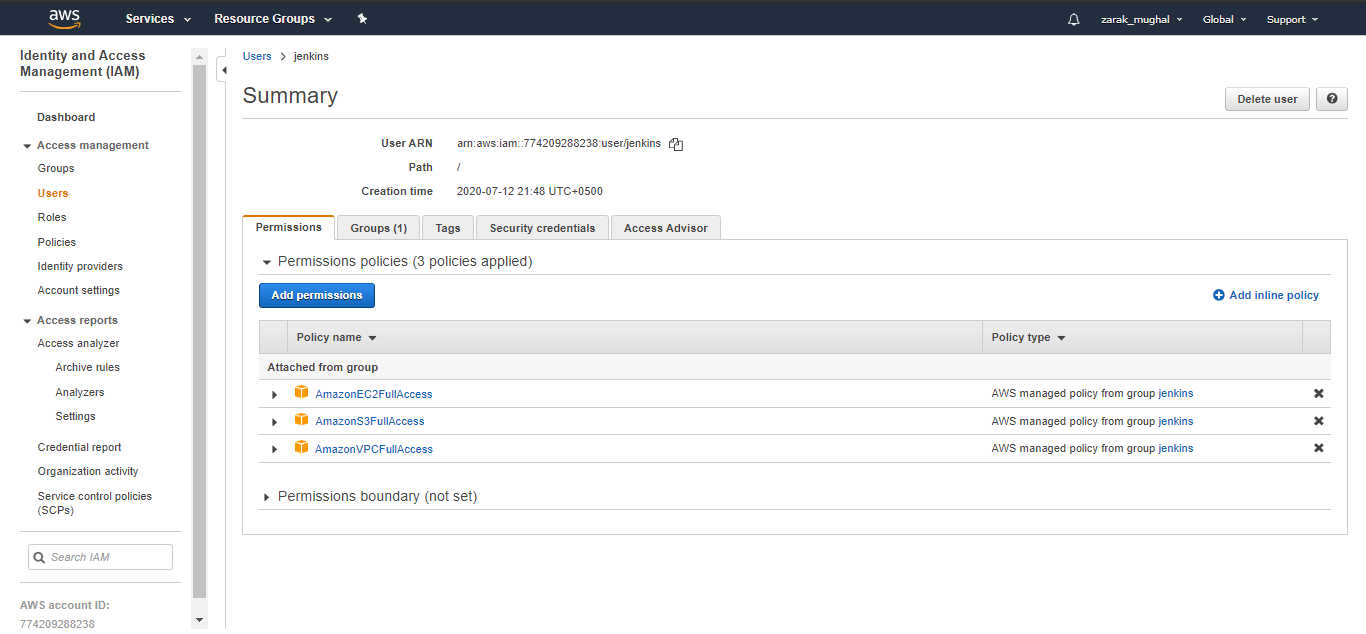 aws
Services
Resource Groups
zarak_mughal
Global
Support
Identity and Access
Management (IAM)
Dashboard
Access management
Groups
Users
Roles
Policies
Identity providers
Account settings
Access reports
Access analyzer
Archive rules
Analyzers
Settings
Credential report
Organization activity
Service control policies
(SCPs)
Search IAM
AWS account ID:
774209288238
Users > jenkins
Summary
Delete user
?
User ARN arn:aws:iam::774209288238:user/jenkins
Path /
Creation time 2020-07-12 21:48 UTC+0500
Permissions
Groups (1)
Tags
Security credentials
Access Advisor
Permissions policies (3 policies applied)
Add permissions
Add inline policy
Policy name
Policy type
Attached from group
AmazonEC2FullAccess AWS managed policy from group jenkins
AmazonS3FullAccess AWS managed policy from group jenkins
AmazonVPCFullAccess AWS managed policy from group jenkins
Permissions boundary (not set)